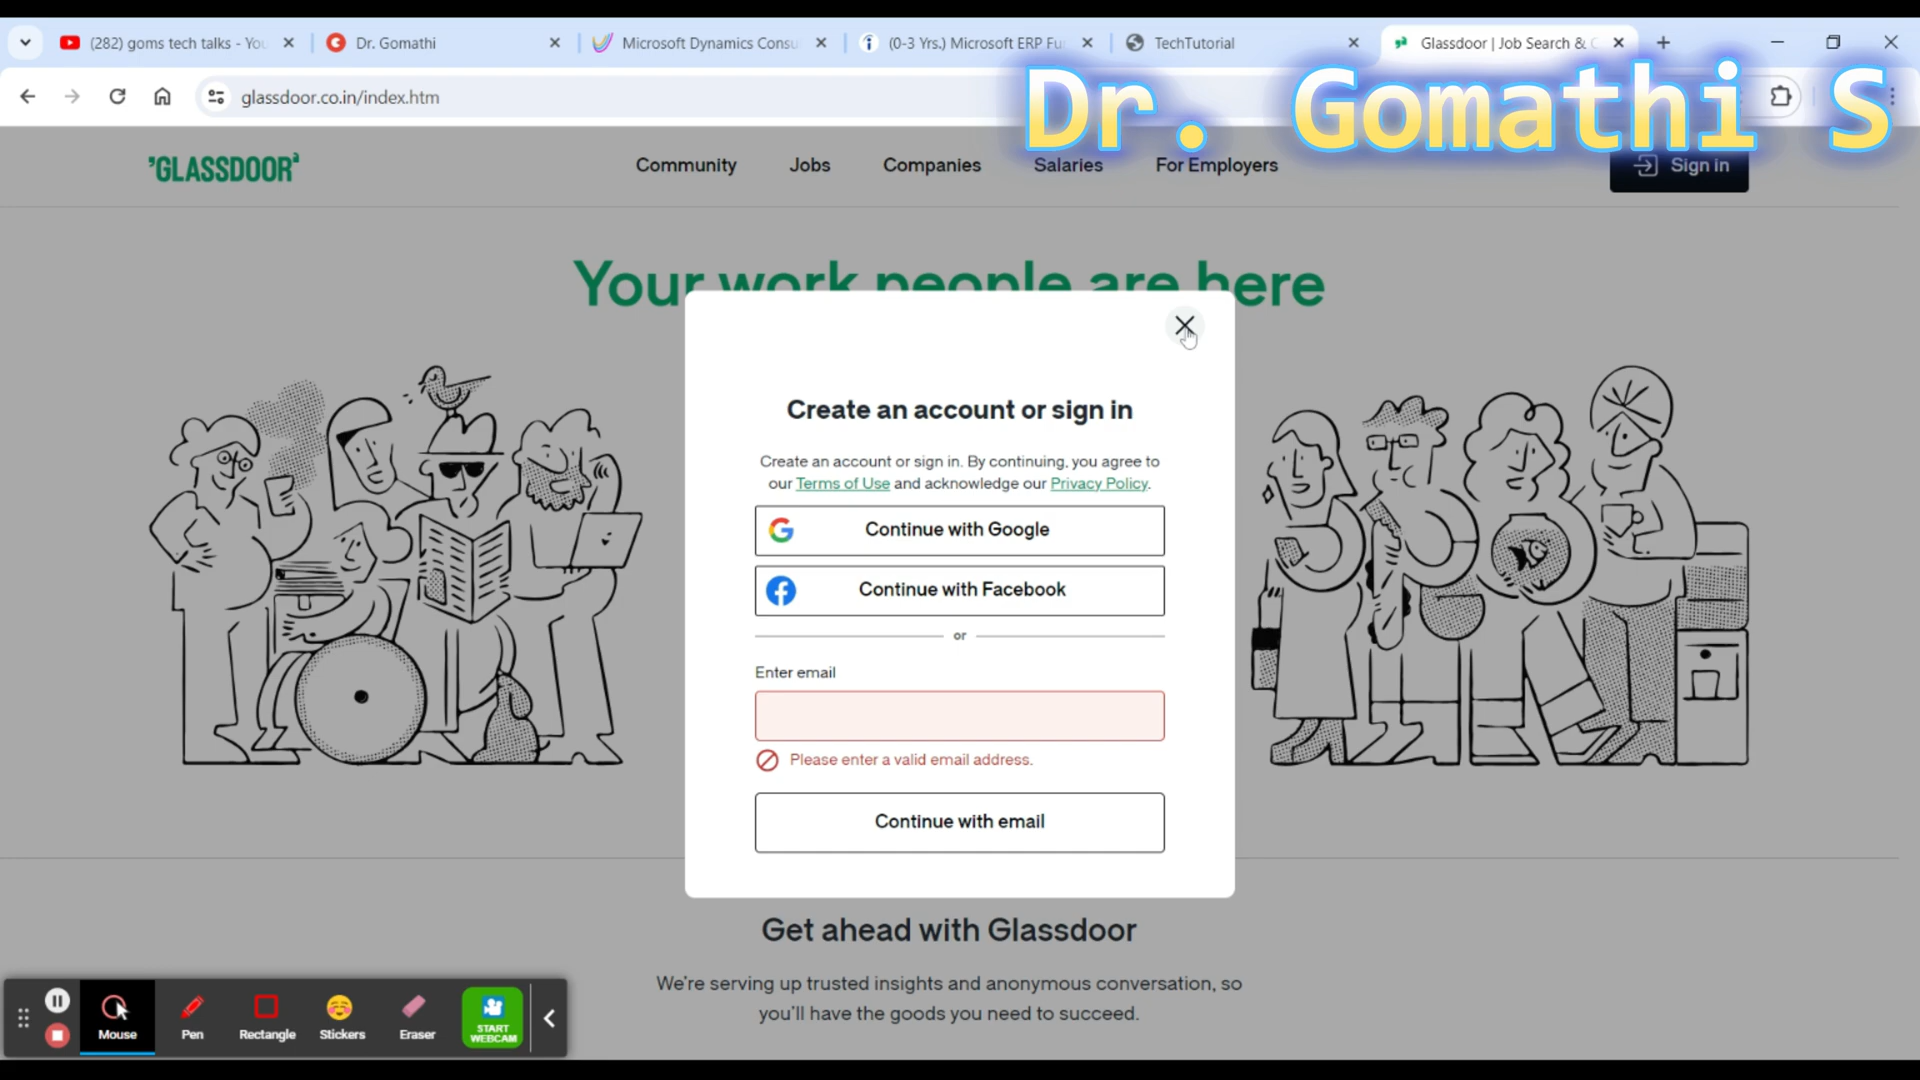 (282) goms tech talks - You
Dr. Gomathi
Microsoft Dynamics Consu
(0-3 Yrs.) Microsoft ERP Fu
TechTutorial
Glassdoor | Job Search & C
glassdoor.co.in/index.htm
Dr. Gomathi S
GLASSDOOR
Community
Jobs
Companies
Salaries
For Employers
Sign in
Your work people are here
Create an account or sign in
Create an account or sign in. By continuing, you agree to
our Terms of Use and acknowledge our Privacy Policy.
Continue with Google
Continue with Facebook
or
Enter email
Please enter a valid email address.
Continue with email
Get ahead with Glassdoor
We're serving up trusted insights and anonymous conversation, so
you'll have the goods you need to succeed.
Mouse
Pen
Rectangle
Stickers
Eraser
START
WEBCAM